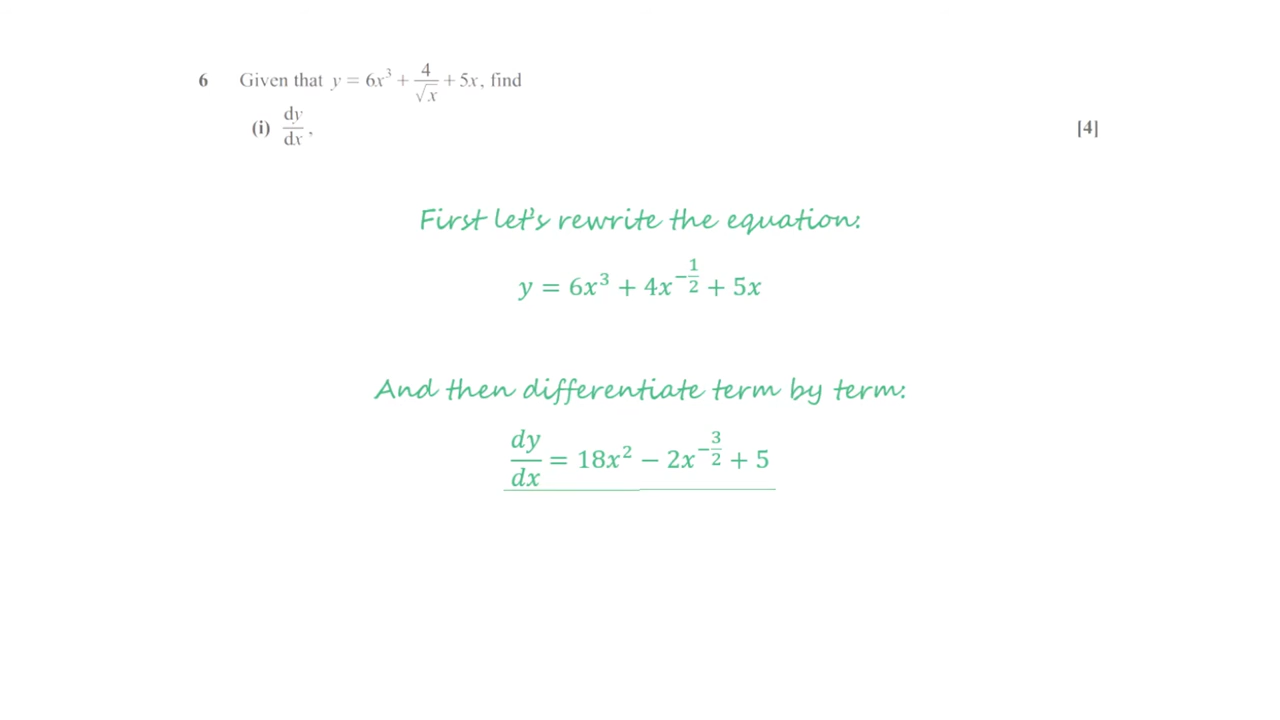 6 Given that y = 6x³ + 4/√x + 5x, find
(i) dy/dx, [4]
First let's rewrite the equation:
y = 6x³ + 4x^(-1/2) + 5x
And then differentiate term by term:
dy/dx = 18x² − 2x^(-3/2) + 5